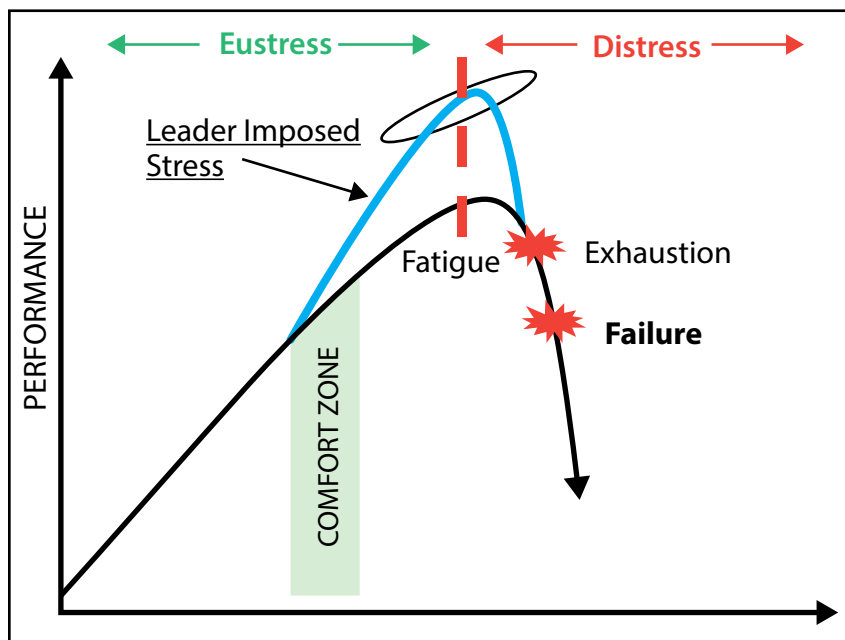 Eustress
Distress
Leader Imposed
Stress
Fatigue
Exhaustion
Failure
PERFORMANCE
COMFORT ZONE